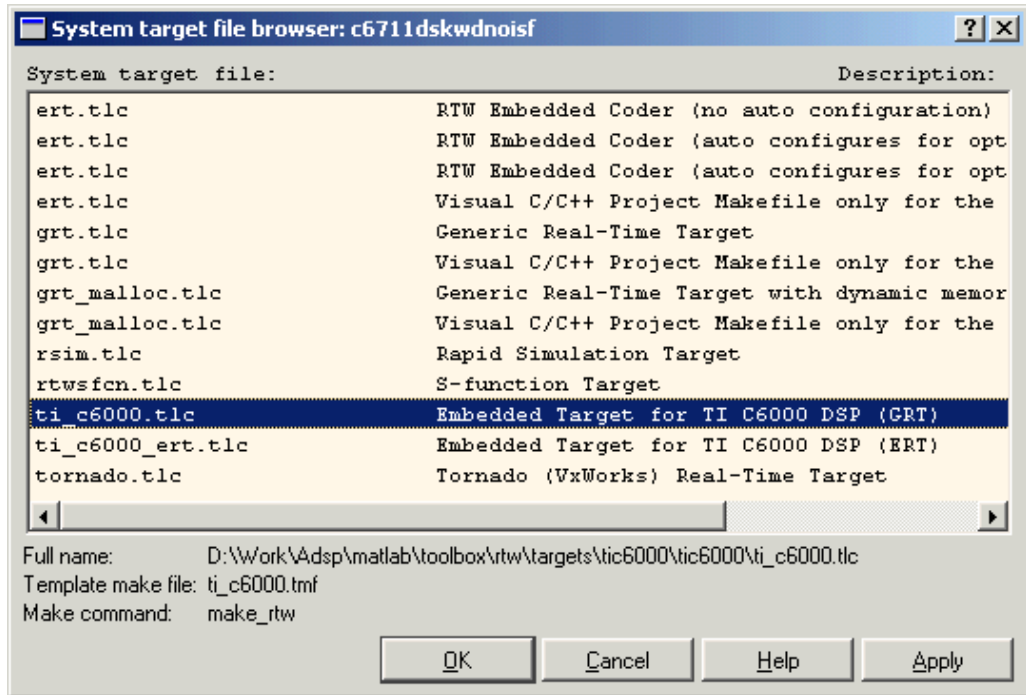 System target file browser: c6711dskwdnoisf
System target file: Description:
ert.tlc RTW Embedded Coder (no auto configuration)
ert.tlc RTW Embedded Coder (auto configures for opt
ert.tlc RTW Embedded Coder (auto configures for opt
ert.tlc Visual C/C++ Project Makefile only for the
grt.tlc Generic Real-Time Target
grt.tlc Visual C/C++ Project Makefile only for the
grt_malloc.tlc Generic Real-Time Target with dynamic memor
grt_malloc.tlc Visual C/C++ Project Makefile only for the
rsim.tlc Rapid Simulation Target
rtwsfcn.tlc S-function Target
ti_c6000.tlc Embedded Target for TI C6000 DSP (GRT)
ti_c6000_ert.tlc Embedded Target for TI C6000 DSP (ERT)
tornado.tlc Tornado (VxWorks) Real-Time Target
Full name: D:\Work\Adsp\matlab\toolbox\rtw\targets\tic6000\tic6000\ti_c6000.tlc
Template make file: ti_c6000.tmf
Make command: make_rtw
OK Cancel Help Apply